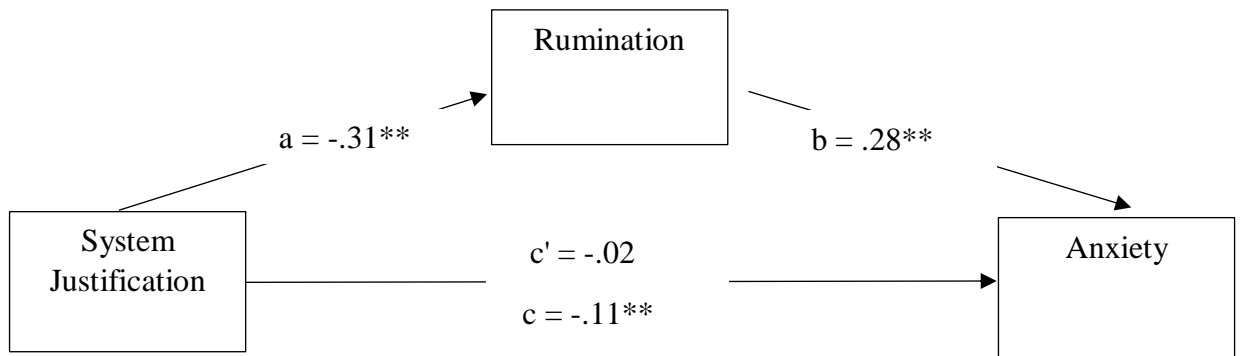 Rumination
a = -.31**
b = .28**
System
Justification
c' = -.02
c = -.11**
Anxiety